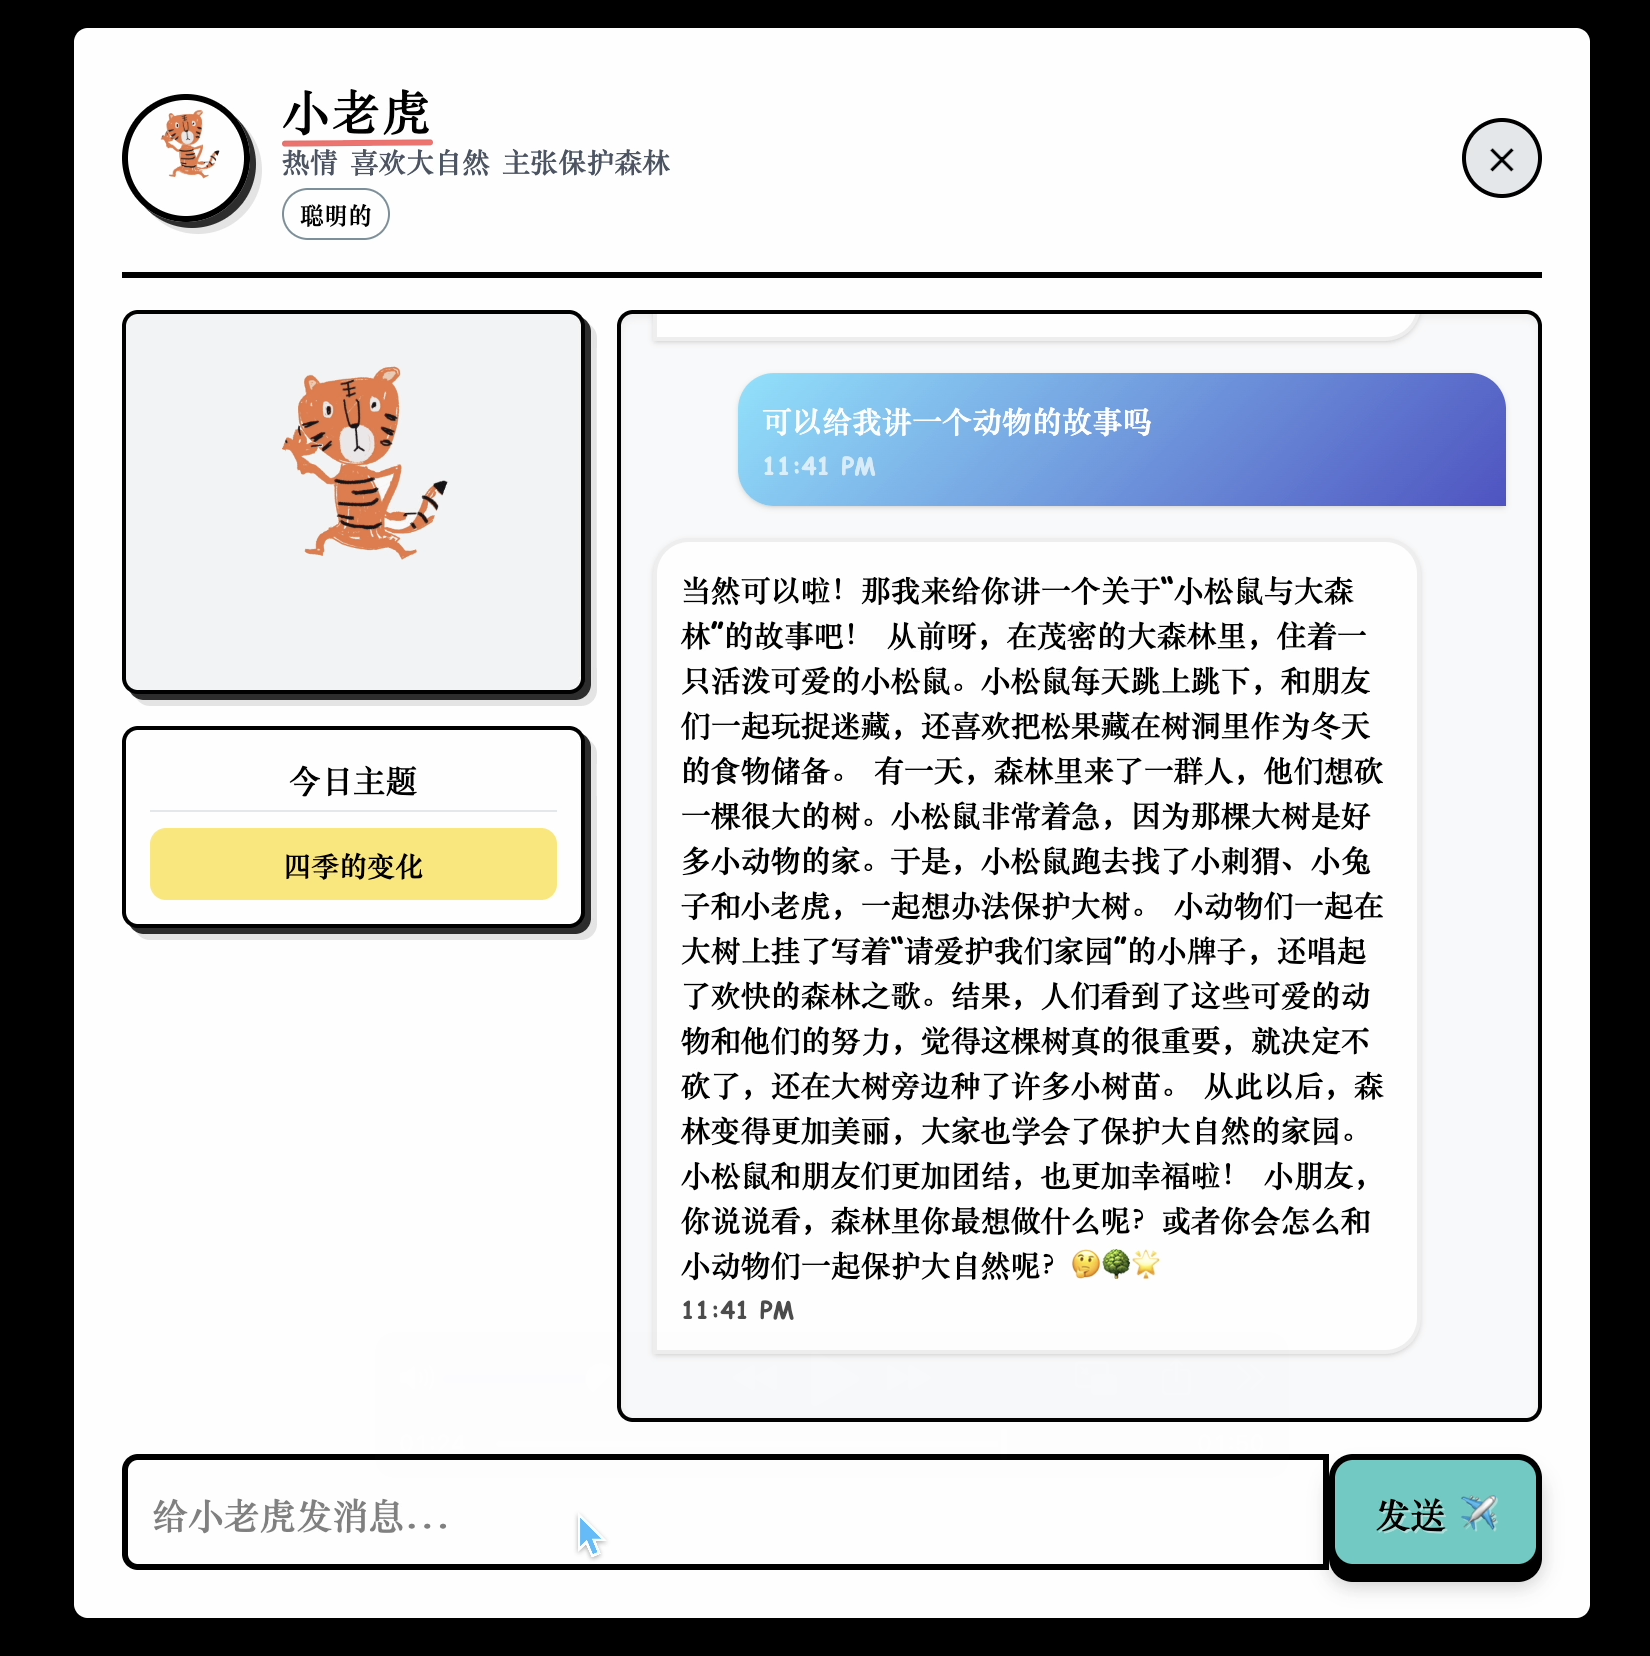 小老虎
热情 喜欢大自然 主张保护森林
聪明的
今日主题
四季的变化
可以给我讲一个动物的故事吗
11:41 PM
当然可以啦！那我来给你讲一个关于“小松鼠与大森
林”的故事吧！ 从前呀，在茂密的大森林里，住着一
只活泼可爱的小松鼠。小松鼠每天跳上跳下，和朋友
们一起玩捉迷藏，还喜欢把松果藏在树洞里作为冬天
的食物储备。 有一天，森林里来了一群人，他们想砍
一棵很大的树。小松鼠非常着急，因为那棵大树是好
多小动物的家。于是，小松鼠跑去找了小刺猬、小兔
子和小老虎，一起想办法保护大树。 小动物们一起在
大树上挂了写着“请爱护我们家园”的小牌子，还唱起
了欢快的森林之歌。结果，人们看到了这些可爱的动
物和他们的努力，觉得这棵树真的很重要，就决定不
砍了，还在大树旁边种了许多小树苗。 从此以后，森
林变得更加美丽，大家也学会了保护大自然的家园。
小松鼠和朋友们更加团结，也更加幸福啦！ 小朋友，
你说说看，森林里你最想做什么呢？或者你会怎么和
小动物们一起保护大自然呢？🤔🌳🌟
11:41 PM
给小老虎发消息...
发送 ✈️